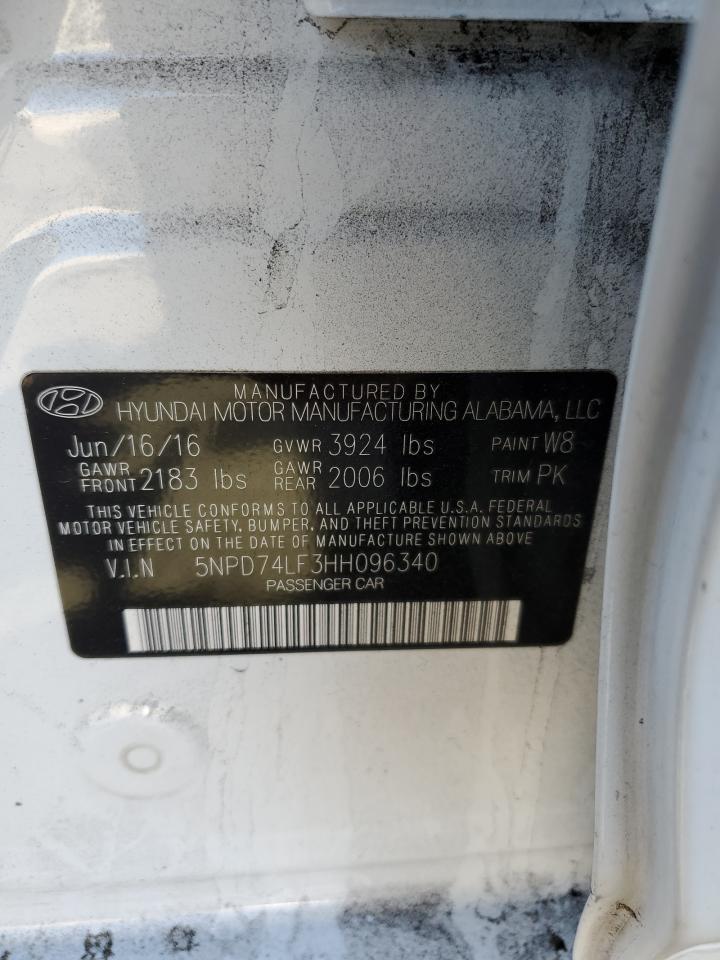 MANUFACTURED BY
HYUNDAI MOTOR MANUFACTURING ALABAMA, LLC
Jun/16/16 GVWR 3924 lbs PAINT W8
GAWR FRONT 2183 lbs GAWR REAR 2006 lbs TRIM PK
THIS VEHICLE CONFORMS TO ALL APPLICABLE U.S.A. FEDERAL
MOTOR VEHICLE SAFETY, BUMPER, AND THEFT PREVENTION STANDARDS
IN EFFECT ON THE DATE OF MANUFACTURE SHOWN ABOVE.
V.I.N 5NPD74LF3HH096340
PASSENGER CAR